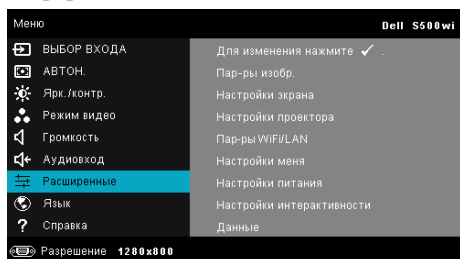 Меню Dell S500wi
ВЫБОР ВХОДА
АВТОН.
Ярк./контр.
Режим видео
Громкость
Аудиовход
Расширенные
Язык
Справка
Для изменения нажмите ✓ .
Пар-ры изобр.
Настройки экрана
Настройки проектора
Пар-ры WiFi/LAN
Настройки меня
Настройки питания
Настройки интерактивности
Данные
Разрешение 1280x800